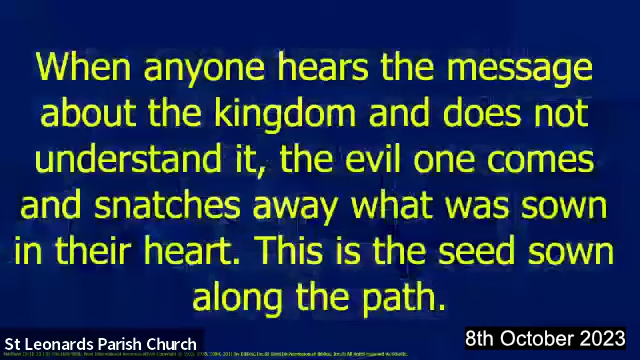 When anyone hears the message
about the kingdom and does not
understand it, the evil one comes
and snatches away what was sown
in their heart. This is the seed sown
along the path.
St Leonards Parish Church
8th October 2023